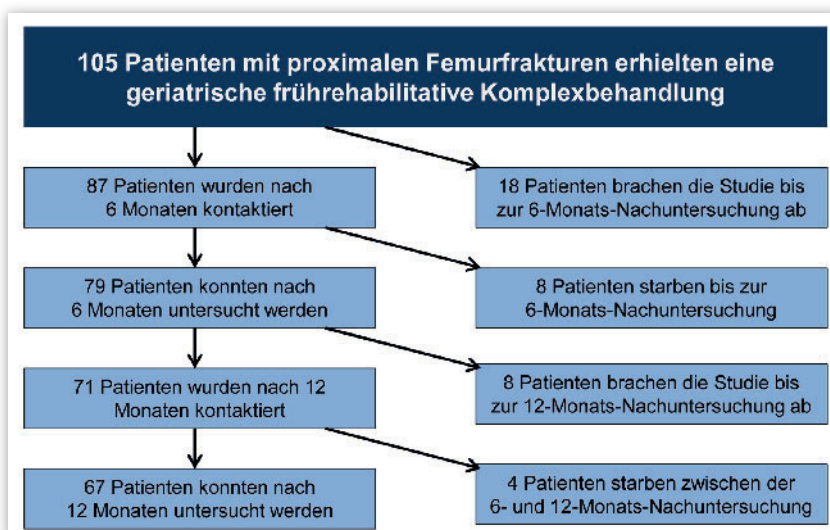 105 Patienten mit proximalen Femurfrakturen erhielten eine
geriatrische frührehabilitative Komplexbehandlung
87 Patienten wurden nach
6 Monaten kontaktiert
18 Patienten brachen die Studie bis
zur 6-Monats-Nachuntersuchung ab
79 Patienten konnten nach
6 Monaten untersucht werden
8 Patienten starben bis zur
6-Monats-Nachuntersuchung
71 Patienten wurden nach 12
Monaten kontaktiert
8 Patienten brachen die Studie bis
zur 12-Monats-Nachuntersuchung ab
67 Patienten konnten nach
12 Monaten untersucht werden
4 Patienten starben zwischen der
6- und 12-Monats-Nachuntersuchung